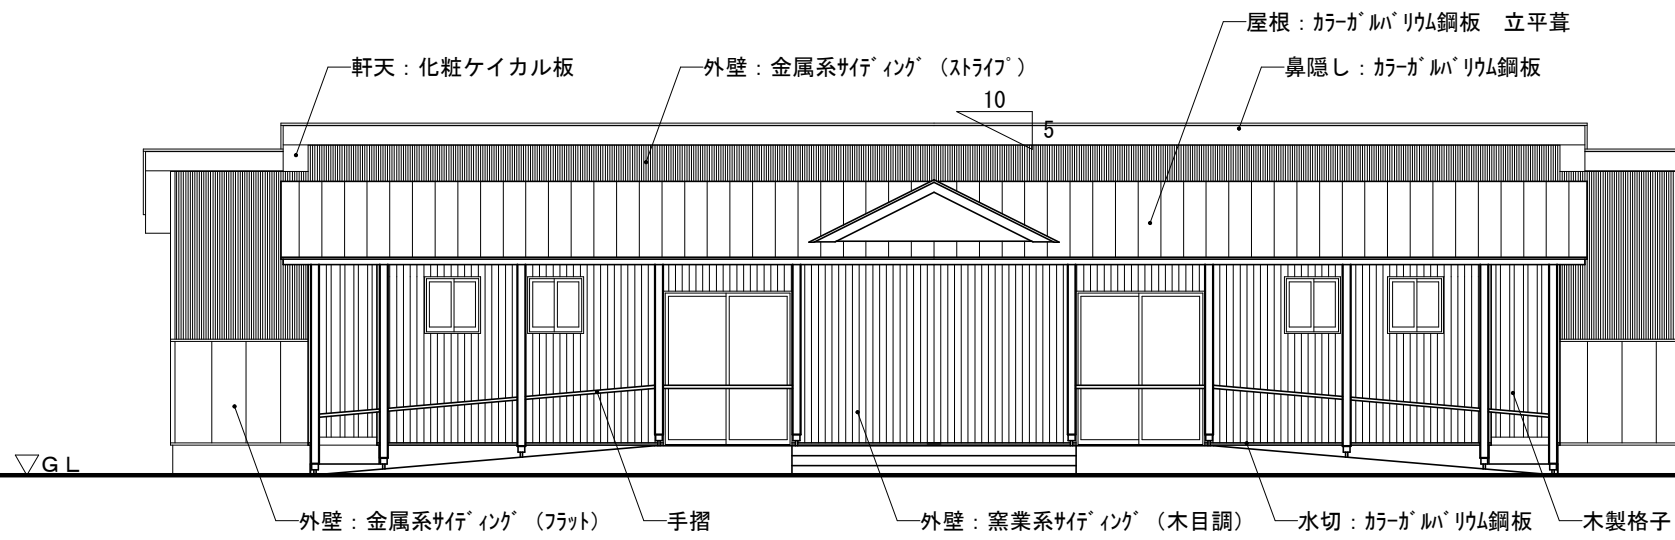 屋根：ｶﾗｰｶﾞﾙﾊﾞﾘｳﾑ鋼板　立平葺
軒天：化粧ケイカル板
外壁：金属系ｻｲﾃﾞｨﾝｸﾞ（ｽﾄﾗｲﾌﾟ）
鼻隠し：ｶﾗｰｶﾞﾙﾊﾞﾘｳﾑ鋼板
10
5
ＧＬ
外壁：金属系ｻｲﾃﾞｨﾝｸﾞ（ﾌﾗｯﾄ）
手摺
外壁：窯業系ｻｲﾃﾞｨﾝｸﾞ（木目調）
水切：ｶﾗｰｶﾞﾙﾊﾞﾘｳﾑ鋼板
木製格子